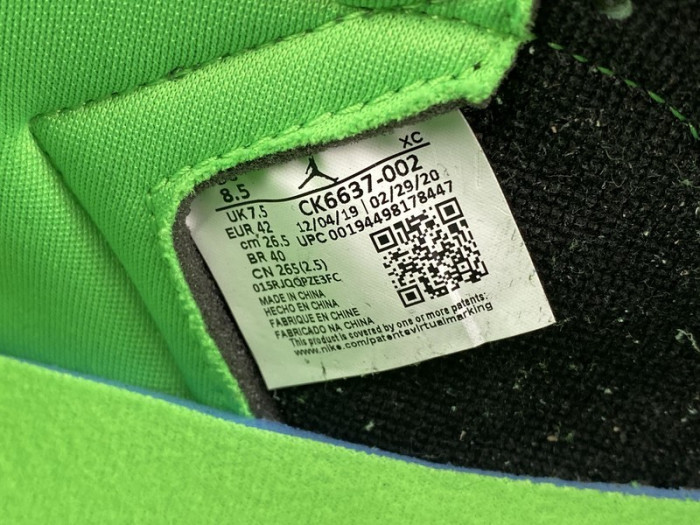 XC
8.5
CK6637-002
UK 7.5
12/04/19 | 02/29/20
EUR 42
UPC 00194498178447
cm 26.5
BR 40
CN 265(2.5)
MADE IN CHINA
HECHO EN CHINA
FABRIQUE EN CHINE
FABRICADO NA CHINA
This product is covered by one or more patents:
www.nike.com/patentvirtualmarking